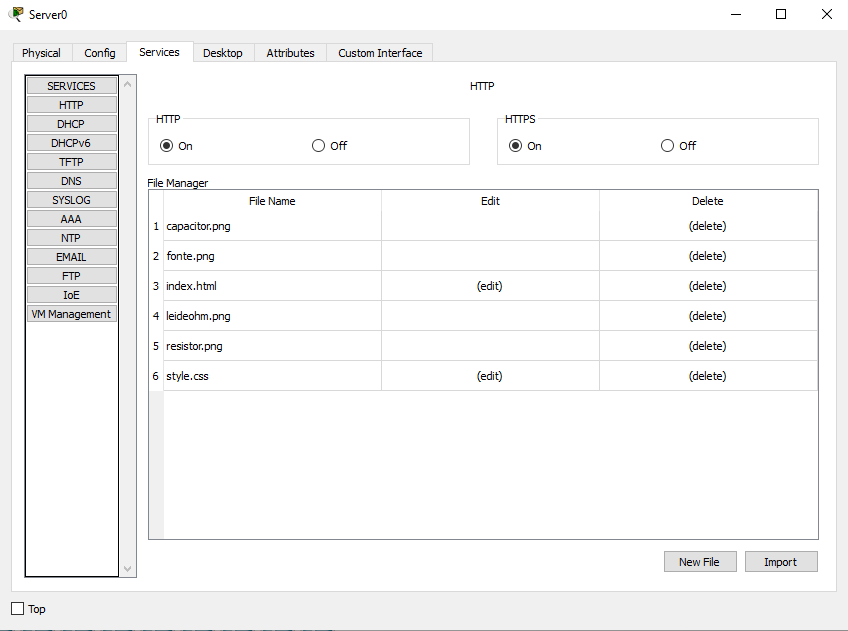 Server0
Physical Config Services Desktop Attributes Custom Interface
SERVICES
HTTP
DHCP
DHCPv6
TFTP
DNS
SYSLOG
AAA
NTP
EMAIL
FTP
IoE
VM Management
HTTP
HTTP
On Off
HTTPS
On Off
File Manager
File Name Edit Delete
1 capacitor.png (delete)
2 fonte.png (delete)
3 index.html (edit) (delete)
4 leideohm.png (delete)
5 resistor.png (delete)
6 style.css (edit) (delete)
New File Import
Top